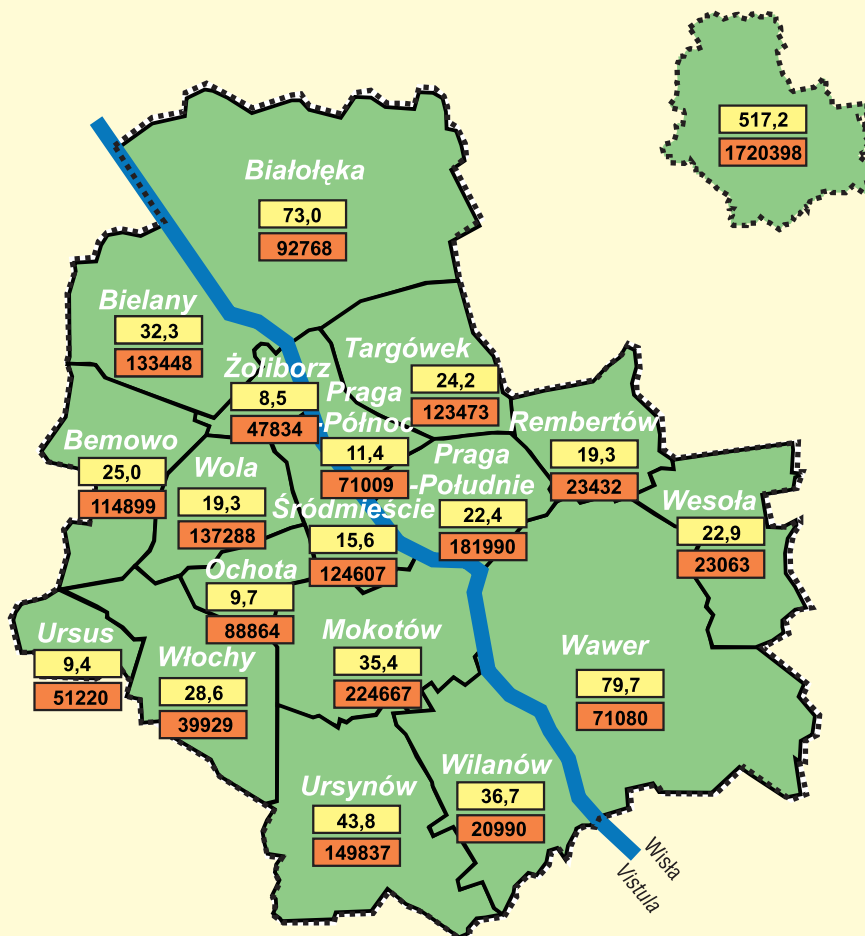 517,2
1720398
Białołęka
73,0
92768
Bielany
32,3
133448
Targówek
24,2
123473
Żoliborz
8,5
47834
Praga
-Północ
11,4
71009
Rembertów
19,3
23432
Bemowo
25,0
114899
Wola
19,3
137288
Praga
-Południe
22,4
181990
Wesoła
22,9
23063
Śródmieście
15,6
124607
Ochota
9,7
88864
Ursus
9,4
51220
Włochy
28,6
39929
Mokotów
35,4
224667
Wawer
79,7
71080
Ursynów
43,8
149837
Wilanów
36,7
20990
Wisła
Vistula